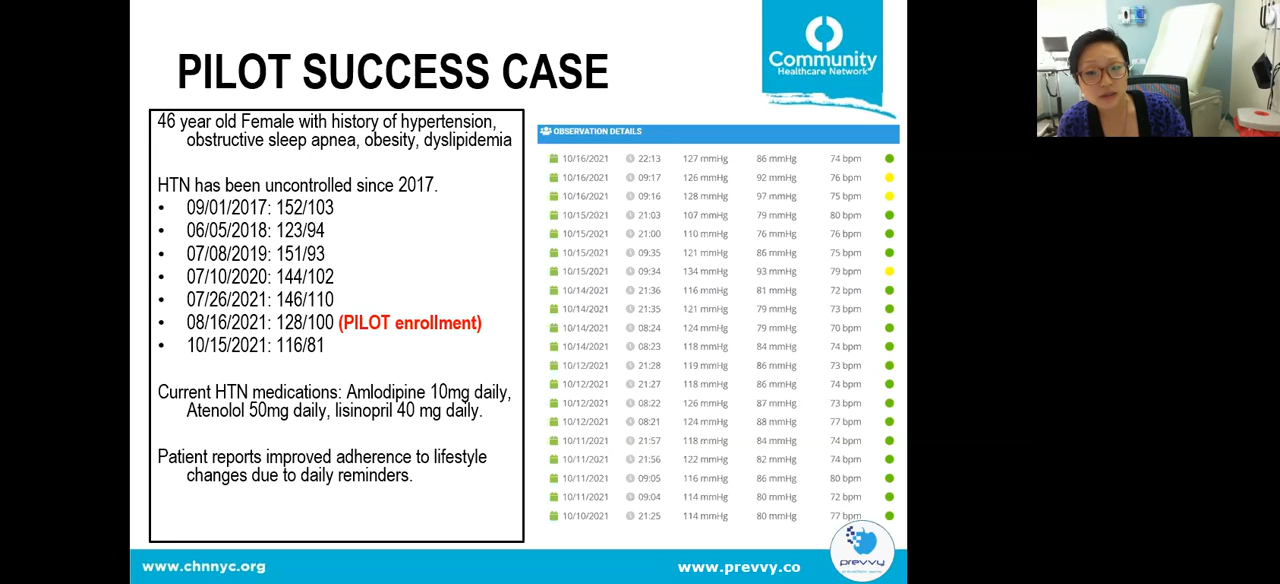 PILOT SUCCESS CASE
Community
Healthcare Network
46 year old Female with history of hypertension,
obstructive sleep apnea, obesity, dyslipidemia
HTN has been uncontrolled since 2017.
• 09/01/2017: 152/103
• 06/05/2018: 123/94
• 07/08/2019: 151/93
• 07/10/2020: 144/102
• 07/26/2021: 146/110
• 08/16/2021: 128/100 (PILOT enrollment)
• 10/15/2021: 116/81
Current HTN medications: Amlodipine 10mg daily,
Atenolol 50mg daily, lisinopril 40 mg daily.
Patient reports improved adherence to lifestyle
changes due to daily reminders.
OBSERVATION DETAILS
10/16/2021 22:13 127 mmHg 86 mmHg 74 bpm
10/16/2021 09:17 126 mmHg 92 mmHg 76 bpm
10/16/2021 09:16 128 mmHg 97 mmHg 75 bpm
10/15/2021 21:03 107 mmHg 79 mmHg 80 bpm
10/15/2021 21:00 110 mmHg 76 mmHg 76 bpm
10/15/2021 09:35 121 mmHg 86 mmHg 75 bpm
10/15/2021 09:34 134 mmHg 93 mmHg 79 bpm
10/14/2021 21:36 116 mmHg 81 mmHg 72 bpm
10/14/2021 21:35 121 mmHg 79 mmHg 73 bpm
10/14/2021 08:24 124 mmHg 79 mmHg 70 bpm
10/14/2021 08:23 118 mmHg 84 mmHg 74 bpm
10/12/2021 21:28 119 mmHg 86 mmHg 73 bpm
10/12/2021 21:27 118 mmHg 86 mmHg 74 bpm
10/12/2021 08:22 126 mmHg 87 mmHg 73 bpm
10/12/2021 08:21 124 mmHg 88 mmHg 77 bpm
10/11/2021 21:57 118 mmHg 84 mmHg 74 bpm
10/11/2021 21:56 122 mmHg 82 mmHg 74 bpm
10/11/2021 09:05 116 mmHg 86 mmHg 80 bpm
10/11/2021 09:04 114 mmHg 80 mmHg 72 bpm
10/10/2021 21:25 114 mmHg 80 mmHg 77 bpm
www.chnnyc.org
www.prevvy.co
prevvy